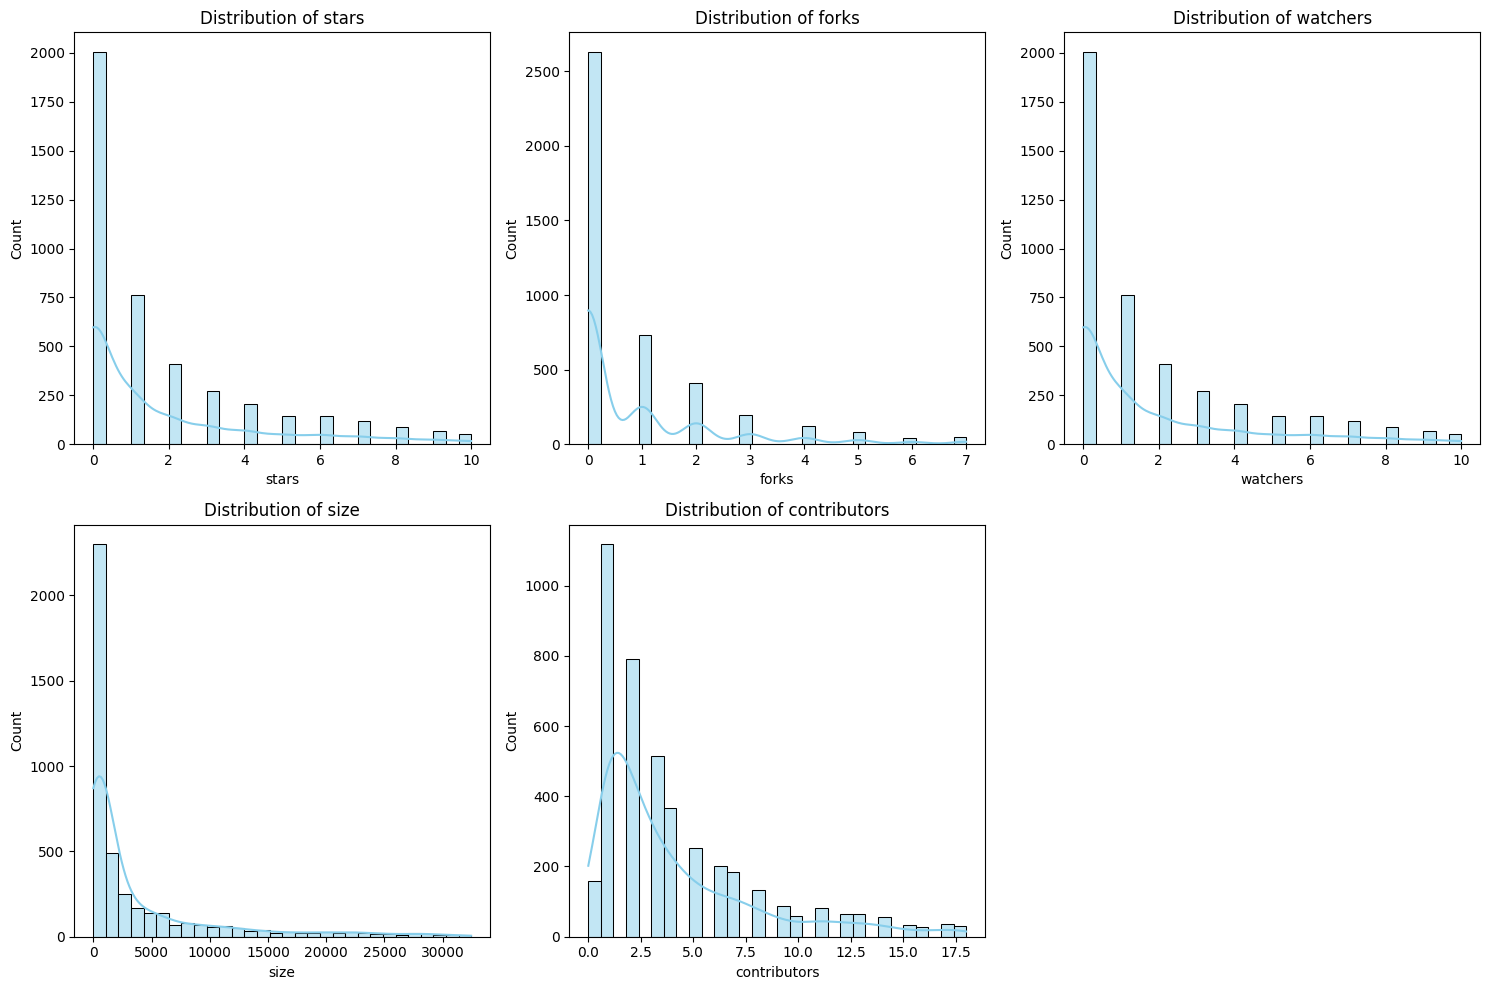 Distribution of stars
2000
1750
1500
1250
1000
750
500
250
0
Count
0 2 4 6 8 10
stars
Distribution of forks
2500
2000
1500
1000
500
0
Count
0 1 2 3 4 5 6 7
forks
Distribution of watchers
2000
1750
1500
1250
1000
750
500
250
0
Count
0 2 4 6 8 10
watchers
Distribution of size
2000
1500
1000
500
0
Count
0 5000 10000 15000 20000 25000 30000
size
Distribution of contributors
1000
800
600
400
200
0
Count
0.0 2.5 5.0 7.5 10.0 12.5 15.0 17.5
contributors